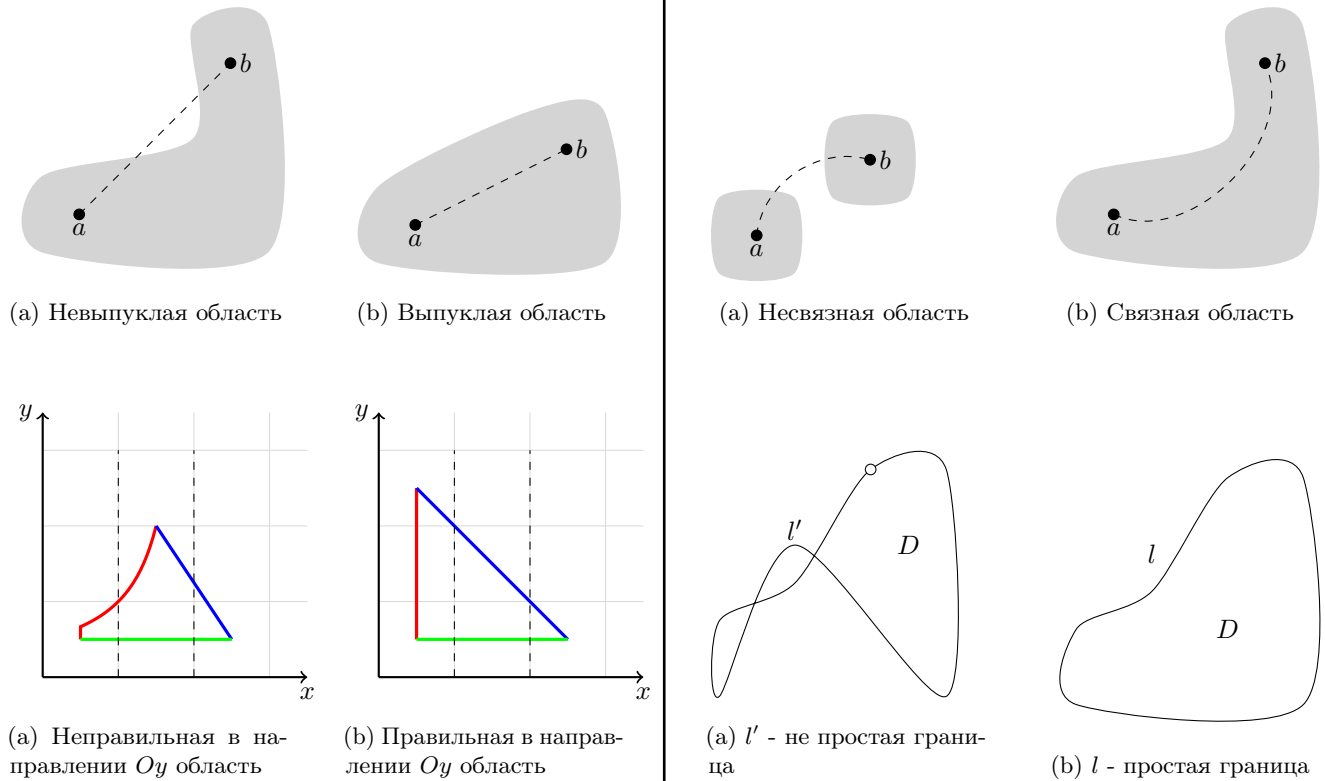 b
a
(a) Невыпуклая область
b
a
(b) Выпуклая область
b
a
(a) Несвязная область
b
a
(b) Связная область
y
x
(a) Неправильная в на-
правлении Oy область
y
x
(b) Правильная в направ-
лении Oy область
l′
D
(a) l′ - не простая грани-
ца
l
D
(b) l - простая граница